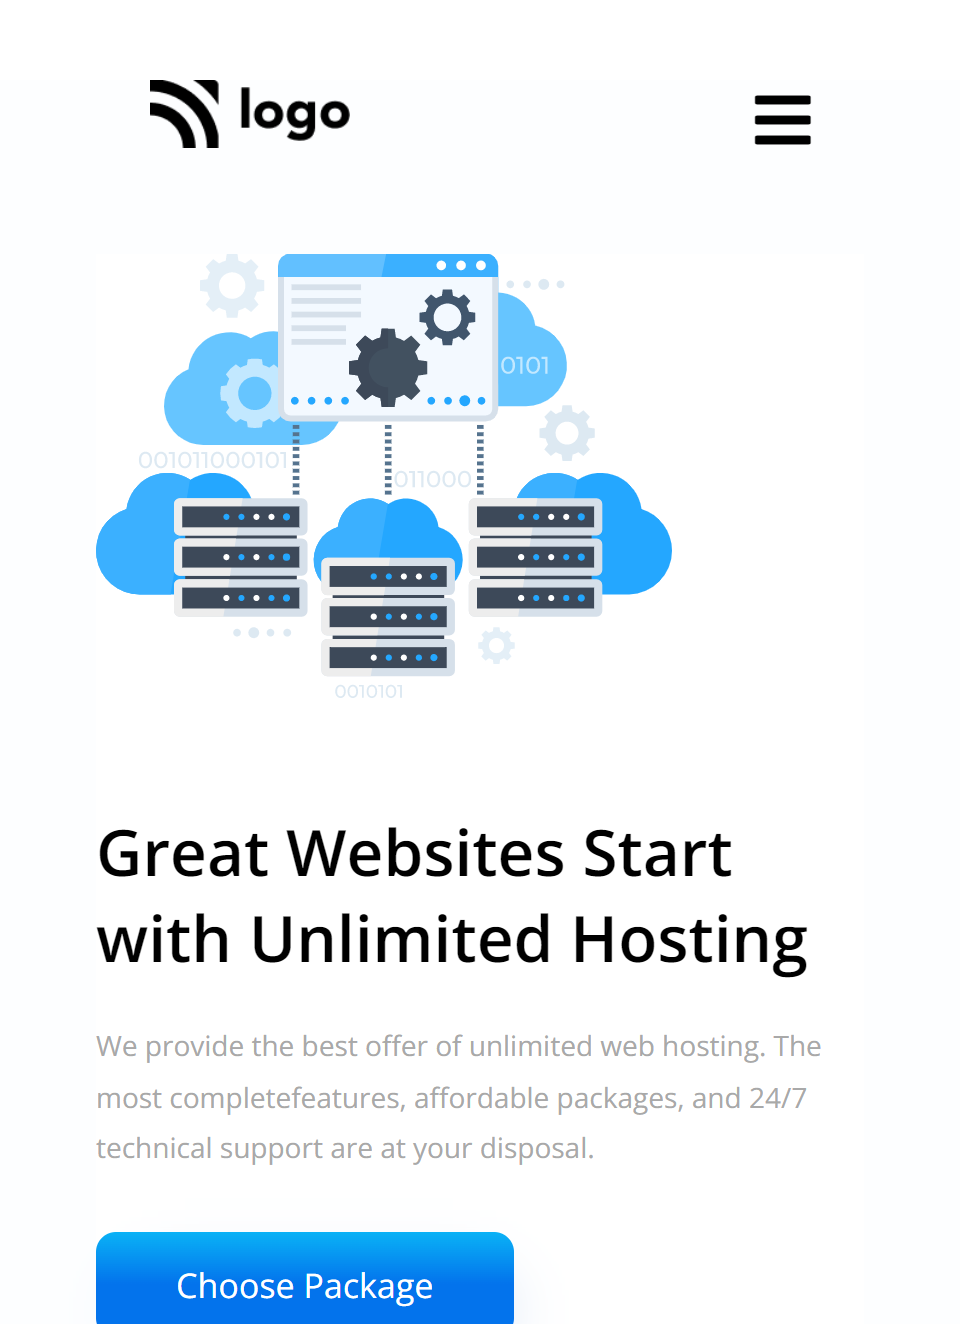 logo
0101
001011000101
011000
0010101
Great Websites Start
with Unlimited Hosting
We provide the best offer of unlimited web hosting. The
most completefeatures, affordable packages, and 24/7
technical support are at your disposal.
Choose Package